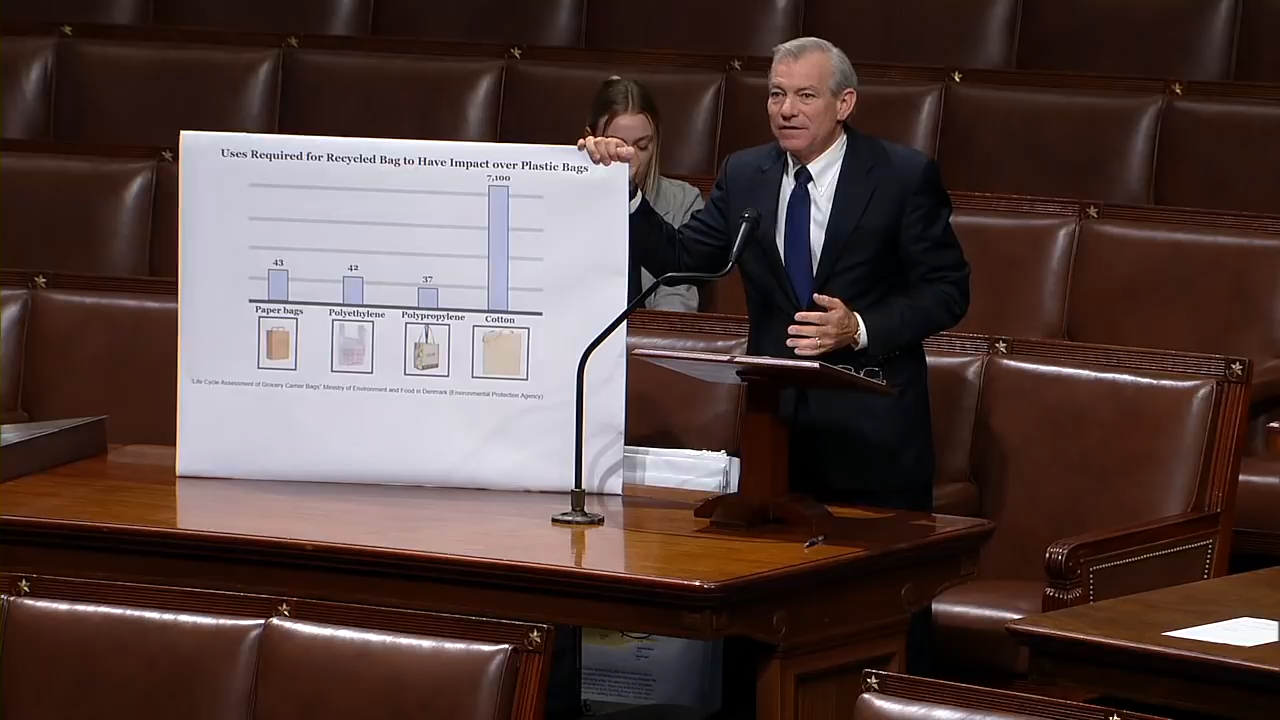 Uses Required for Recycled Bag to Have Impact over Plastic Bags
7,100
43
42
37
Paper bags
Polyethylene
Polypropylene
Cotton
"Life Cycle Assessment of Grocery Carrier Bags" Ministry of Environment and Food in Denmark (Environmental Protection Agency)